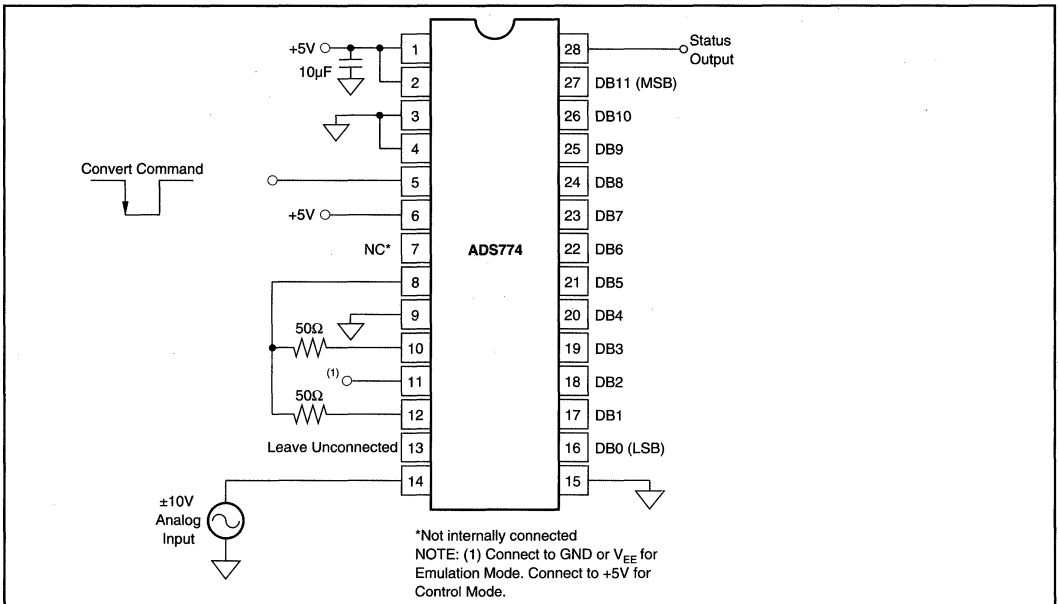 Convert Command
+5V
10µF
+5V
NC*
50Ω
(1)
50Ω
Leave Unconnected
±10V
Analog
Input
1
2
3
4
5
6
7
8
9
10
11
12
13
14
ADS774
28
27
26
25
24
23
22
21
20
19
18
17
16
15
Status
Output
DB11 (MSB)
DB10
DB9
DB8
DB7
DB6
DB5
DB4
DB3
DB2
DB1
DB0 (LSB)
*Not internally connected
NOTE: (1) Connect to GND or VEE for
Emulation Mode. Connect to +5V for
Control Mode.